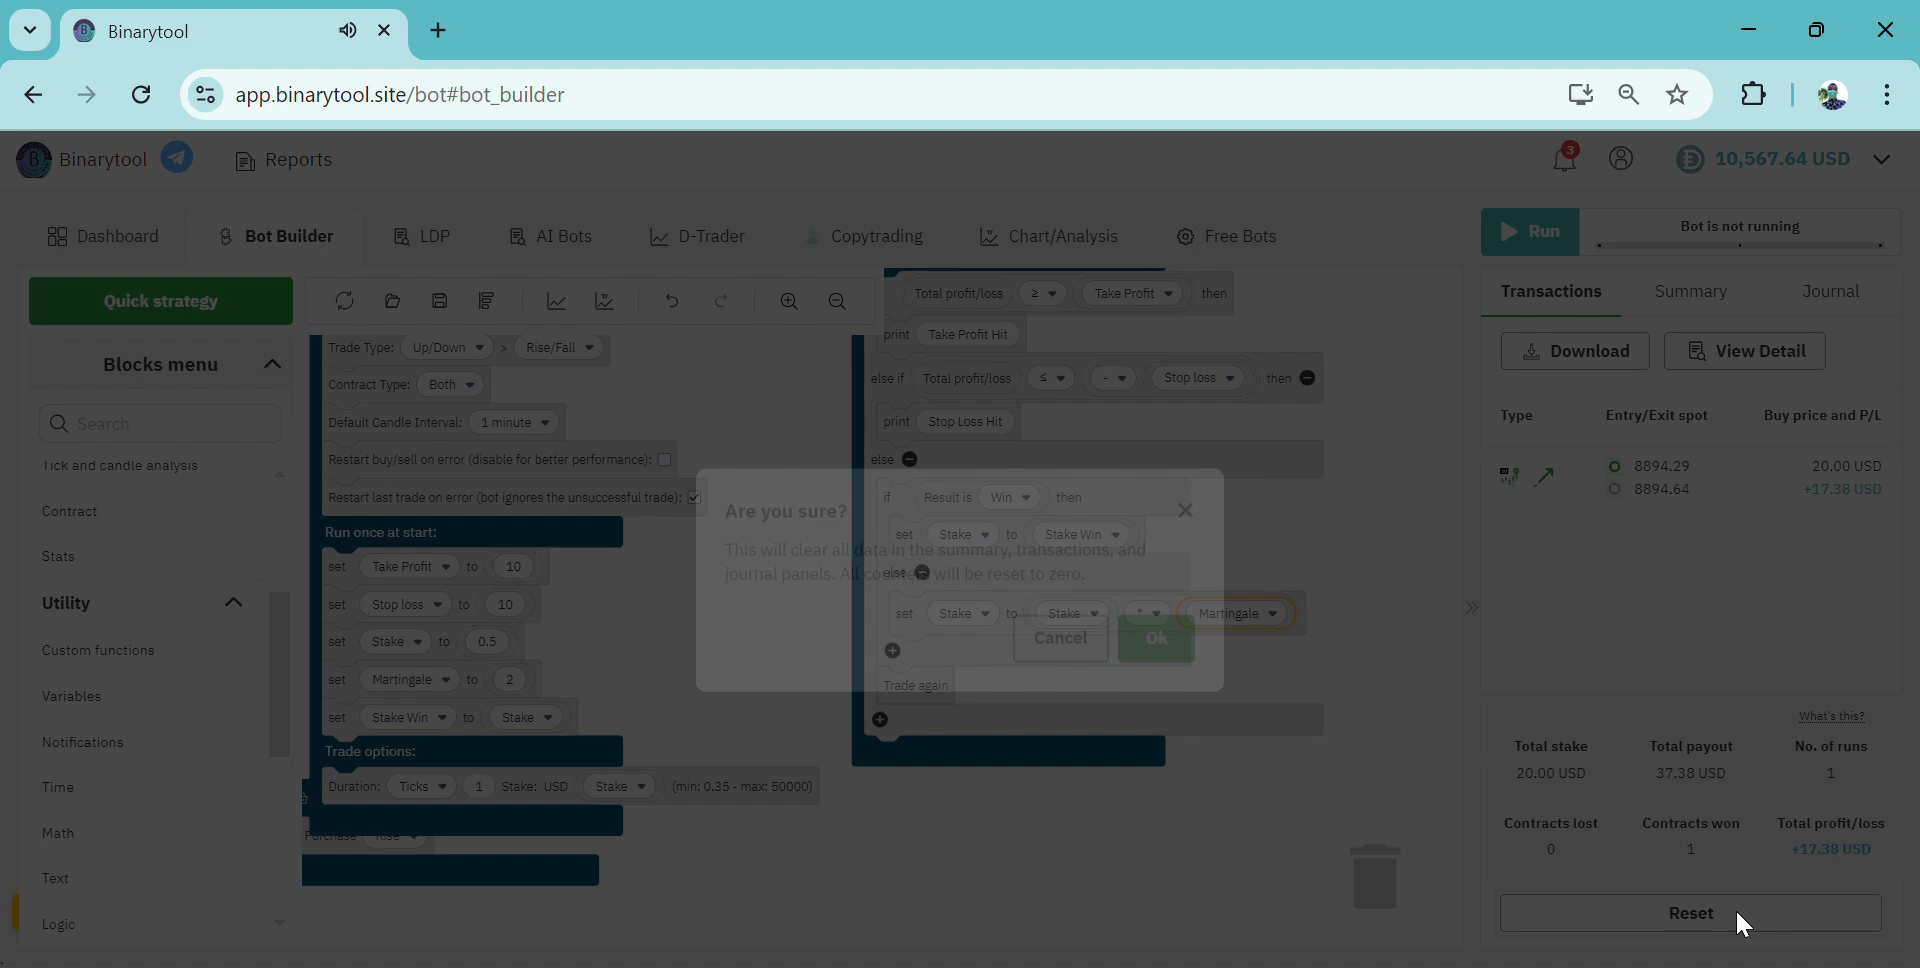 Binarytool
app.binarytool.site/bot#bot_builder
Binarytool
Reports
3
10,567.64 USD
Dashboard
Bot Builder
LDP
AI Bots
D-Trader
Copytrading
Chart/Analysis
Free Bots
Run
Bot is not running
Quick strategy
Blocks menu
Search
Tick and candle analysis
Contract
Stats
Utility
Custom functions
Variables
Notifications
Time
Math
Text
Logic
Trade Type: Up/Down > Rise/Fall
Contract Type: Both
Default Candle Interval: 1 minute
Restart buy/sell on error (disable for better performance):
Restart last trade on error (bot ignores the unsuccessful trade):
Run once at start:
set Take Profit to 10
set Stop loss to 10
set Stake to 0.5
set Martingale to 2
set Stake Win to Stake
Trade options:
Duration: Ticks 1 Stake: USD Stake (min: 0.35 - max: 50000)
Purchase Rise
Total profit/loss ≥ Take Profit then
print Take Profit Hit
else if Total profit/loss ≤ - Stop loss then
print Stop Loss Hit
else
if Result is Win then
set Stake to Stake Win
else
set Stake to Stake * Martingale
Trade again
Are you sure?
This will clear all data in the summary, transactions, and
journal panels. All counters will be reset to zero.
Cancel
Ok
Transactions
Summary
Journal
Download
View Detail
Type
Entry/Exit spot
Buy price and P/L
8894.29
20.00 USD
8894.64
+17.38 USD
What's this?
Total stake
Total payout
No. of runs
20.00 USD
37.38 USD
1
Contracts lost
Contracts won
Total profit/loss
0
1
+17.38 USD
Reset